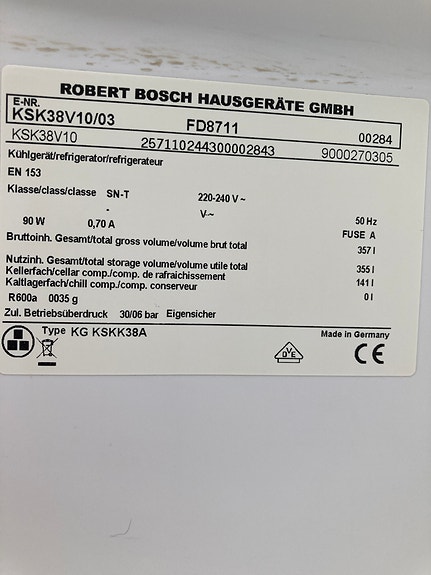 ROBERT BOSCH HAUSGERÄTE GMBH
E-NR.
KSK38V10/03 FD8711 00284
KSK38V10 257110244300002843 9000270305
Kühlgerät/refrigerator/refrigerateur
EN 153
Klasse/class/classe SN-T 220-240 V ~
- V~
90 W 0,70 A 50 Hz
FUSE A
Bruttoinh. Gesamt/total gross volume/volume brut total 357 l
Nutzinh. Gesamt/total storage volume/volume utile total 355 l
Kellerfach/cellar comp./comp. de rafraichissement 141 l
Kaltlagerfach/chill comp./comp. conserveur 0 l
R600a 0035 g
Zul. Betriebsüberdruck 30/06 bar Eigensicher
Type KG KSKK38A Made in Germany
DVE CE